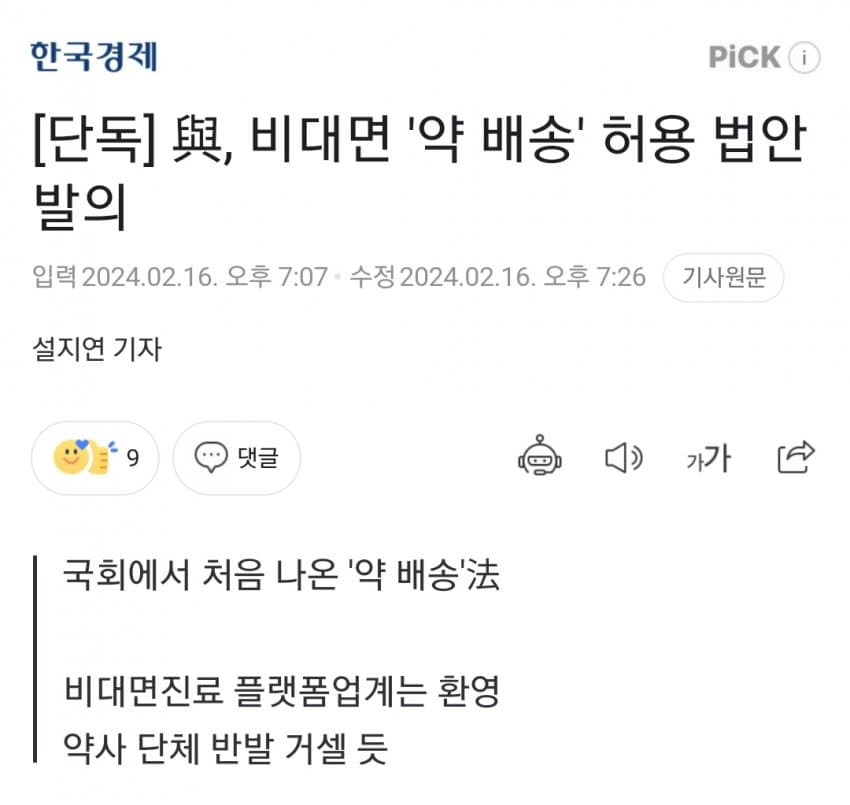 한국경제
PiCK i
[단독] 與, 비대면 '약 배송' 허용 법안
발의
입력 2024.02.16. 오후 7:07 수정 2024.02.16. 오후 7:26 기사원문
설지연 기자
9 댓글 가가
국회에서 처음 나온 '약 배송'法
비대면진료 플랫폼업계는 환영
약사 단체 반발 거셀 듯